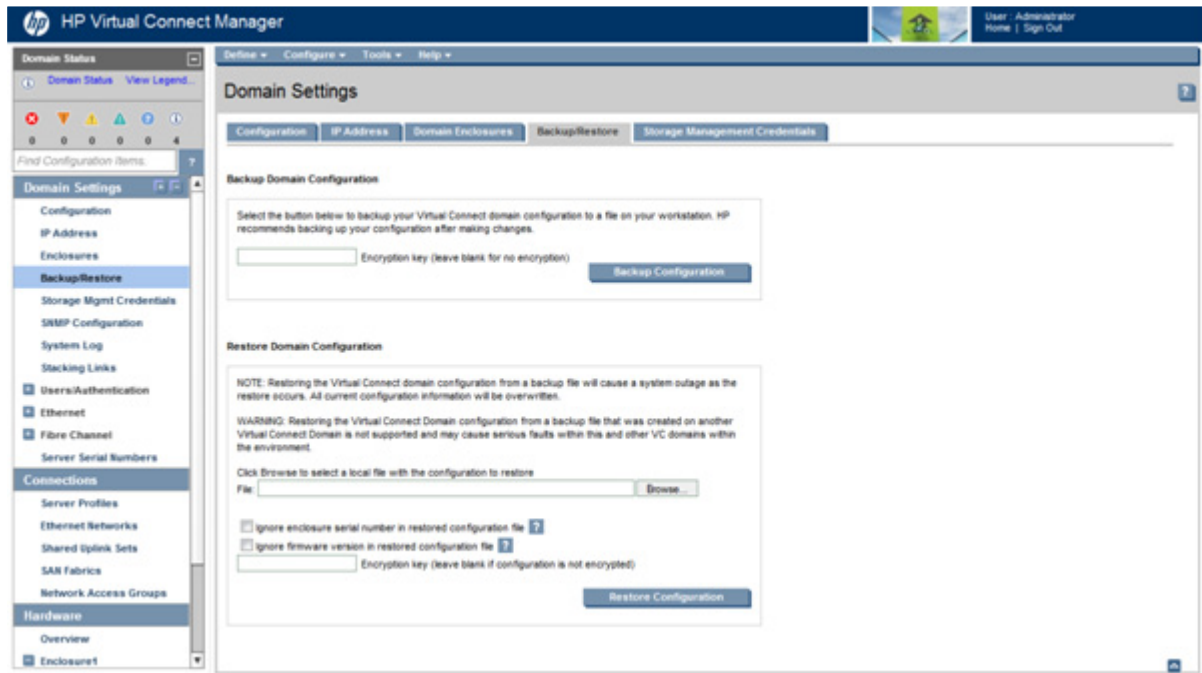 hp
HP Virtual Connect Manager
User : Administrator
Home | Sign Out
Domain Status
Domain Status View Legend...
0 0 0 0 0 4
Find Configuration Items.
?
Domain Settings
Configuration
IP Address
Enclosures
Backup/Restore
Storage Mgmt Credentials
SNMP Configuration
System Log
Stacking Links
Users/Authentication
Ethernet
Fibre Channel
Server Serial Numbers
Connections
Server Profiles
Ethernet Networks
Shared Uplink Sets
SAN Fabrics
Network Access Groups
Hardware
Overview
Enclosure1
Define Configure Tools Help
Domain Settings
?
Configuration IP Address Domain Enclosures Backup/Restore Storage Management Credentials
Backup Domain Configuration
Select the button below to backup your Virtual Connect domain configuration to a file on your workstation. HP
recommends backing up your configuration after making changes.
Encryption key (leave blank for no encryption)
Backup Configuration
Restore Domain Configuration
NOTE: Restoring the Virtual Connect domain configuration from a backup file will cause a system outage as the
restore occurs. All current configuration information will be overwritten.
WARNING: Restoring the Virtual Connect Domain configuration from a backup file that was created on another
Virtual Connect Domain is not supported and may cause serious faults within this and other VC domains within
the environment.
Click Browse to select a local file with the configuration to restore
File: Browse...
Ignore enclosure serial number in restored configuration file ?
Ignore firmware version in restored configuration file ?
Encryption key (leave blank if configuration is not encrypted)
Restore Configuration